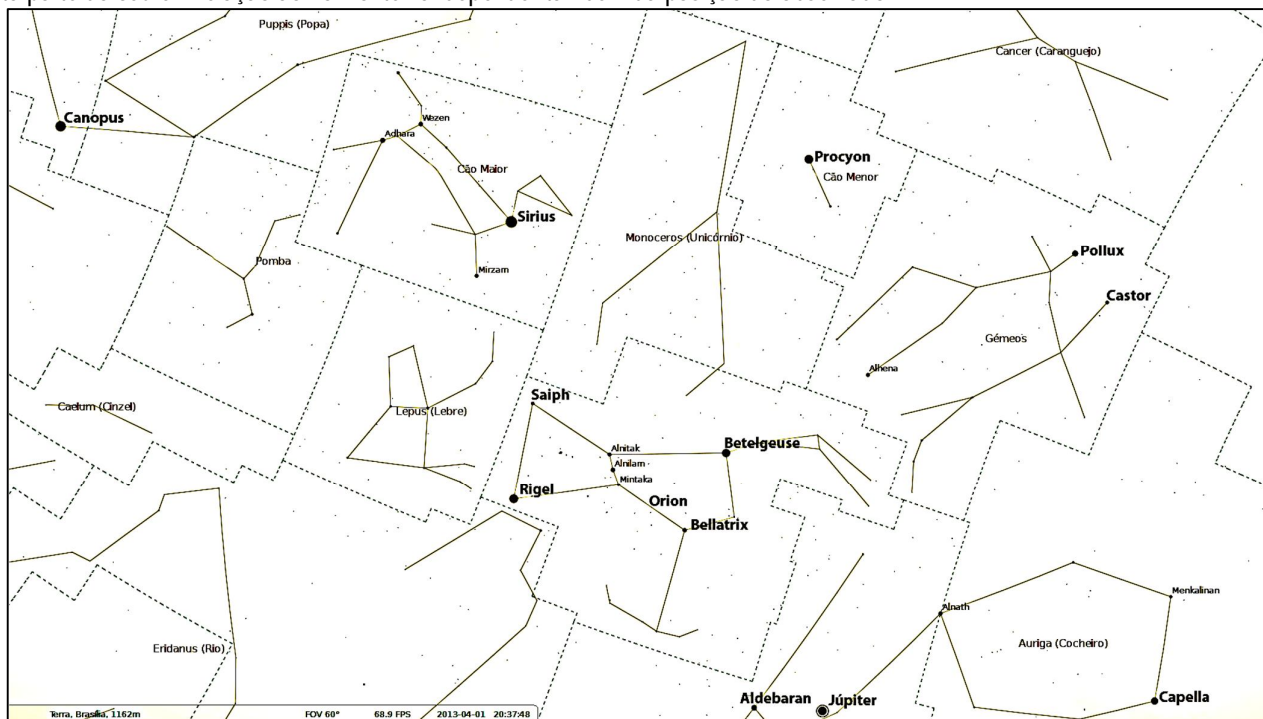 Puppis (Popa)
Cancer (Caranguejo)
Canopus
Wezen
Adhara
Procyon
Cão Maior
Cão Menor
Sirius
Monoceros (Unicórnio)
Pollux
Pomba
Mirzam
Castor
Gémeos
Alhena
Saiph
Caelum (Cinzel)
Lepus (Lebre)
Betelgeuse
Alnitak
Alnilam
Mintaka
Rigel
Orion
Bellatrix
Menkalinan
Alnath
Eridanus (Rio)
Auriga (Cocheiro)
Aldebaran
Júpiter
Capella
Terra, Brasília, 1162m FOV 60° 68.9 FPS 2013-04-01 20:37:48